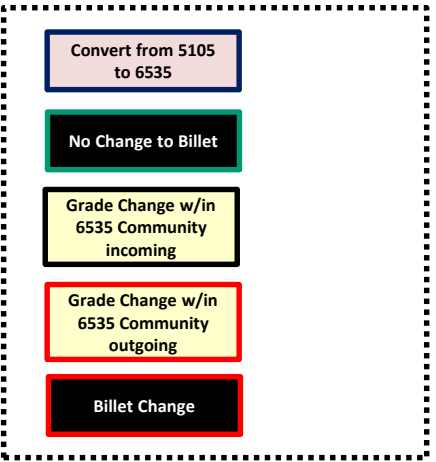 Convert from 5105
to 6535
No Change to Billet
Grade Change w/in
6535 Community
incoming
Grade Change w/in
6535 Community
outgoing
Billet Change